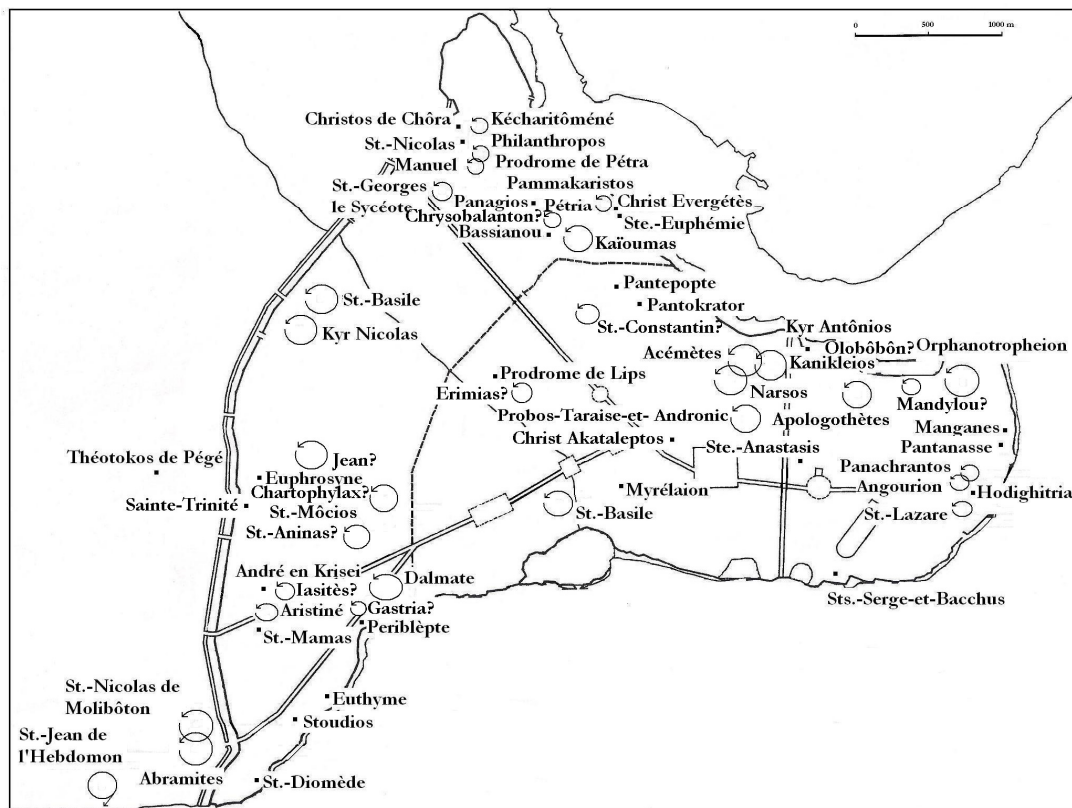 0 500 1000 m
Christos de Chôra
Kécharitôméné
St.-Nicolas
Philanthropos
Manuel
Prodrome de Pétra
St.-Georges
le Sycéote
Pammakaristos
Panagios
Pétria
Christ Evergétès
Chrysobalanton?
Ste.-Euphémie
Bassianou
Kaïoumas
Pantepopte
St.-Basile
Pantokrator
Kyr Nicolas
St.-Constantin?
Kyr Antônios
Acémètes
Olobôbôn?
Orphanotropheion
Kanikleios
Prodrome de Lips
Erimias?
Narsos
Mandylou?
Probos-Taraise-et- Andronic
Apologothètes
Christ Akataleptos
Manganes
Ste.-Anastasis
Pantanasse
Jean?
Théotokos de Pégé
Euphrosyne
Panachrantos
Chartophylax?
Myrélaion
Angourion
Hodighitria
Sainte-Trinité
St.-Môcios
St.-Basile
St.-Lazare
St.-Aninas?
André en Krisei
Dalmate
Iasitès?
Sts.-Serge-et-Bacchus
Aristiné
Gastria?
Periblèpte
St.-Mamas
St.-Nicolas de
Molibôton
Euthyme
Stoudios
St.-Jean de
l'Hebdomon
Abramites
St.-Diomède